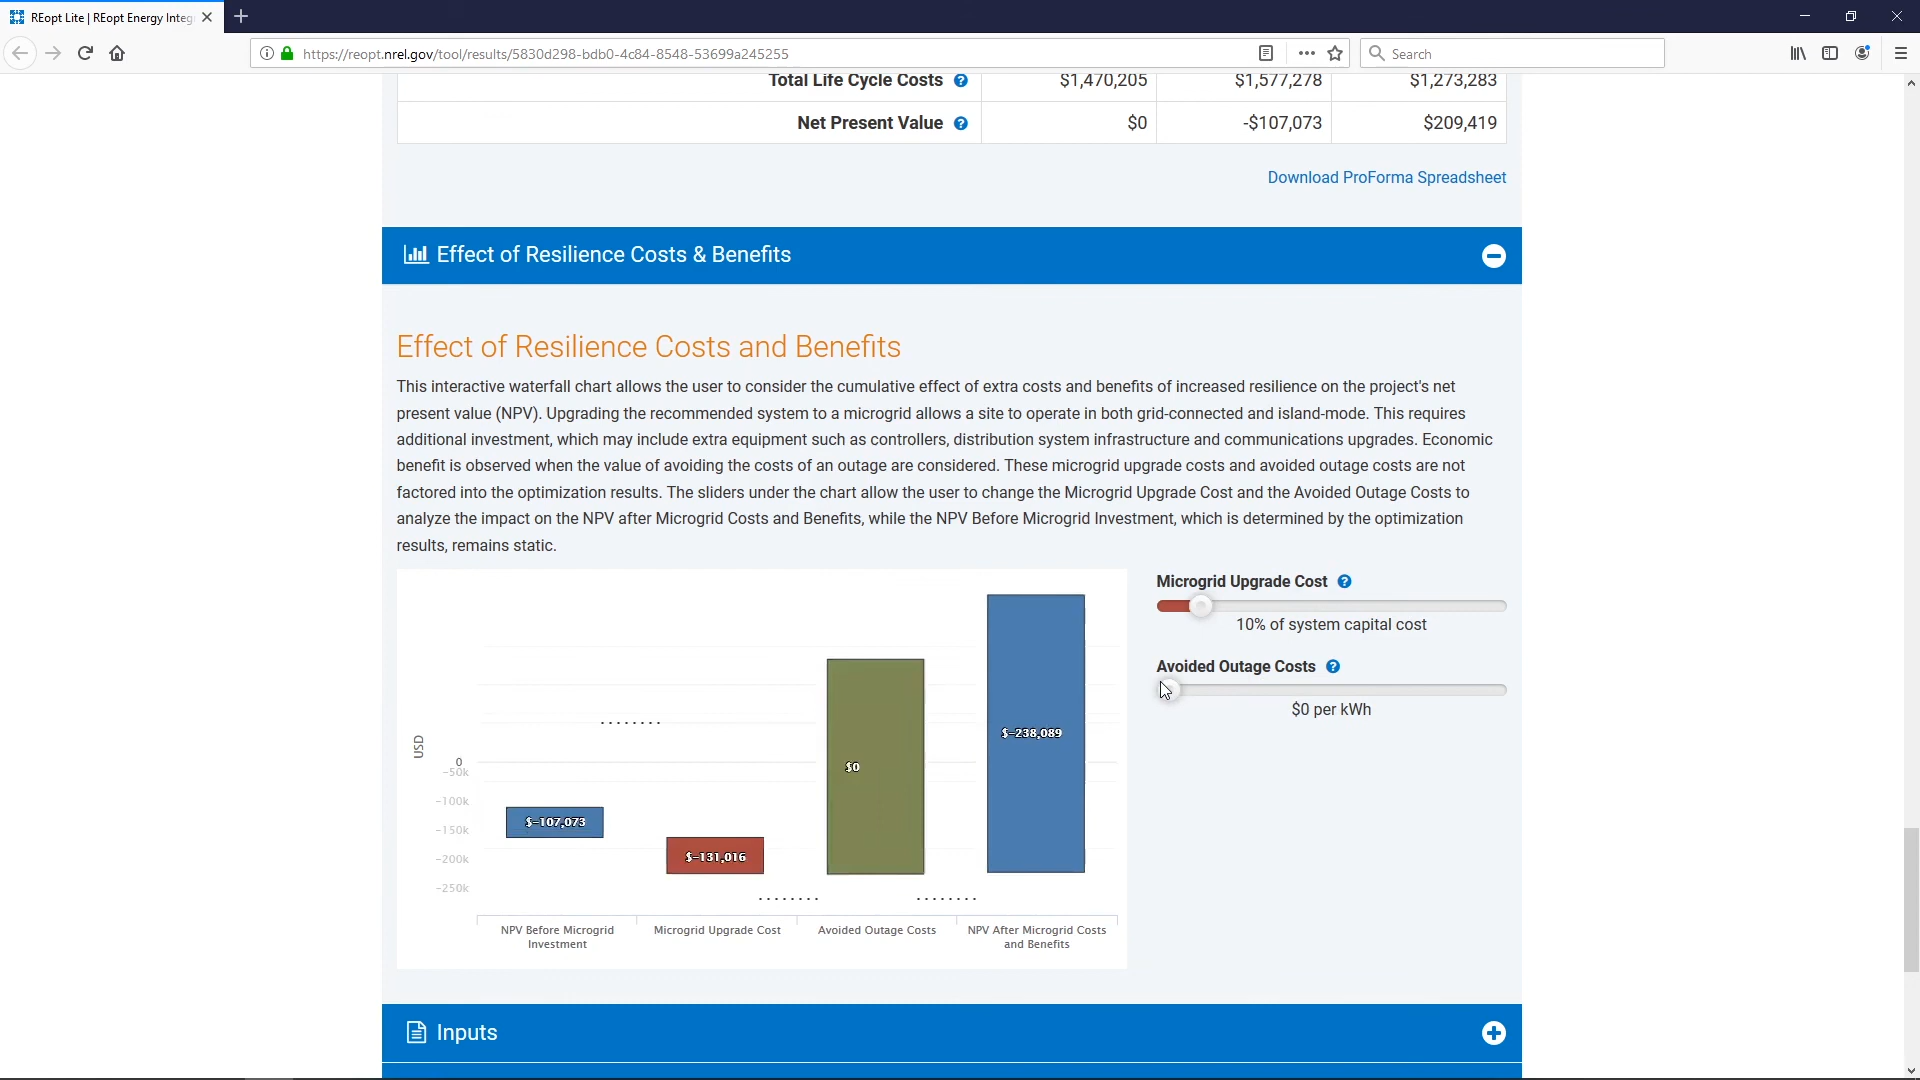 REopt Lite | REopt Energy Integ
https://reopt.nrel.gov/tool/results/5830d298-bdb0-4c84-8548-53699a245255
Search
Total Life Cycle Costs ? $1,470,205 $1,577,278 $1,273,283
Net Present Value ? $0 -$107,073 $209,419
Download ProForma Spreadsheet
Effect of Resilience Costs & Benefits
Effect of Resilience Costs and Benefits
This interactive waterfall chart allows the user to consider the cumulative effect of extra costs and benefits of increased resilience on the project's net
present value (NPV). Upgrading the recommended system to a microgrid allows a site to operate in both grid-connected and island-mode. This requires
additional investment, which may include extra equipment such as controllers, distribution system infrastructure and communications upgrades. Economic
benefit is observed when the value of avoiding the costs of an outage are considered. These microgrid upgrade costs and avoided outage costs are not
factored into the optimization results. The sliders under the chart allow the user to change the Microgrid Upgrade Cost and the Avoided Outage Costs to
analyze the impact on the NPV after Microgrid Costs and Benefits, while the NPV Before Microgrid Investment, which is determined by the optimization
results, remains static.
USD
0
-50k
-100k
-150k
-200k
-250k
$-107,073
$-131,016
$0
$-238,089
NPV Before Microgrid
Investment
Microgrid Upgrade Cost
Avoided Outage Costs
NPV After Microgrid Costs
and Benefits
Microgrid Upgrade Cost ?
10% of system capital cost
Avoided Outage Costs ?
$0 per kWh
Inputs